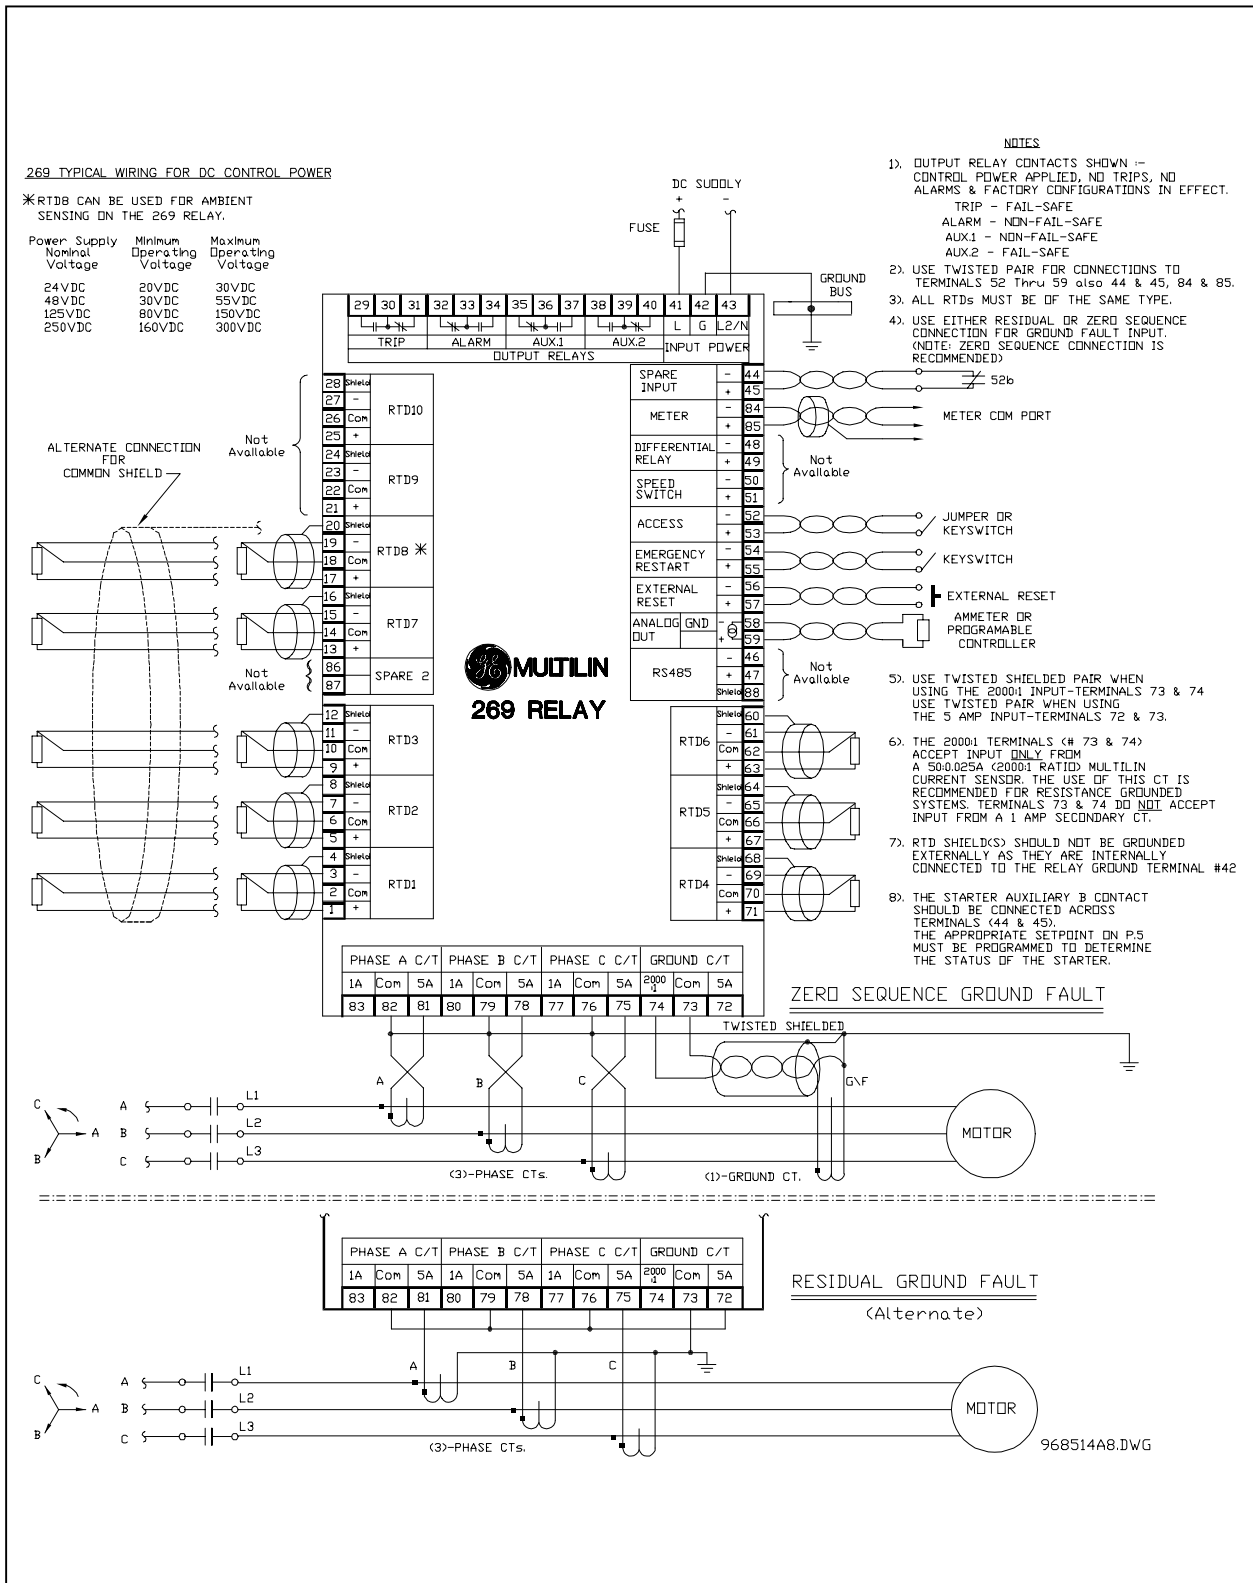 269 TYPICAL WIRING FOR DC CONTROL POWER
*RTD8 CAN BE USED FOR AMBIENT
SENSING ON THE 269 RELAY.
Power Supply Minimum Maximum
Nominal Operating Operating
Voltage Voltage Voltage
24VDC 20VDC 30VDC
48VDC 30VDC 55VDC
125VDC 80VDC 150VDC
250VDC 160VDC 300VDC
DC SUOOLY
+ -
FUSE
GROUND
BUS
NOTES
1). OUTPUT RELAY CONTACTS SHOWN :-
CONTROL POWER APPLIED, NO TRIPS, NO
ALARMS & FACTORY CONFIGURATIONS IN EFFECT.
TRIP - FAIL-SAFE
ALARM - NON-FAIL-SAFE
AUX.1 - NON-FAIL-SAFE
AUX.2 - FAIL-SAFE
2). USE TWISTED PAIR FOR CONNECTIONS TO
TERMINALS 52 Thru 59 also 44 & 45, 84 & 85.
3). ALL RTDs MUST BE OF THE SAME TYPE.
4). USE EITHER RESIDUAL OR ZERO SEQUENCE
CONNECTION FOR GROUND FAULT INPUT.
(NOTE: ZERO SEQUENCE CONNECTION IS
RECOMMENDED)
29 30 31 32 33 34 35 36 37 38 39 40 41 42 43
L G L2/N
TRIP ALARM AUX.1 AUX.2
OUTPUT RELAYS
INPUT POWER
28 Shield
27 -
26 Com
25 +
RTD10
24 Shield
23 -
22 Com
21 +
RTD9
Not
Available
20 Shield
19 -
18 Com
17 +
RTD8 *
16 Shield
15 -
14 Com
13 +
RTD7
86
87
SPARE 2
Not
Available
12 Shield
11 -
10 Com
9 +
RTD3
8 Shield
7 -
6 Com
5 +
RTD2
4 Shield
3 -
2 Com
1 +
RTD1
ALTERNATE CONNECTION
FOR
COMMON SHIELD
GE MULTILIN
269 RELAY
SPARE
INPUT
- 44
+ 45
52b
METER
- 84
+ 85
METER COM PORT
DIFFERENTIAL
RELAY
- 48
+ 49
SPEED
SWITCH
- 50
+ 51
Not
Available
ACCESS
- 52
+ 53
JUMPER OR
KEYSWITCH
EMERGENCY
RESTART
- 54
+ 55
KEYSWITCH
EXTERNAL
RESET
- 56
+ 57
EXTERNAL RESET
ANALOG
OUT
GND
- 58
+ 59
AMMETER OR
PROGRAMABLE
CONTROLLER
RS485
- 46
+ 47
Shield 88
Not
Available
RTD6
Shield 60
- 61
Com 62
+ 63
RTD5
Shield 64
- 65
Com 66
+ 67
RTD4
Shield 68
- 69
Com 70
+ 71
5). USE TWISTED SHIELDED PAIR WHEN
USING THE 2000:1 INPUT-TERMINALS 73 & 74
USE TWISTED PAIR WHEN USING
THE 5 AMP INPUT-TERMINALS 72 & 73.
6). THE 2000:1 TERMINALS (# 73 & 74)
ACCEPT INPUT ONLY FROM
A 50:0.025A (2000:1 RATIO) MULTILIN
CURRENT SENSOR. THE USE OF THIS CT IS
RECOMMENDED FOR RESISTANCE GROUNDED
SYSTEMS. TERMINALS 73 & 74 DO NOT ACCEPT
INPUT FROM A 1 AMP SECONDARY CT.
7). RTD SHIELD(S) SHOULD NOT BE GROUNDED
EXTERNALLY AS THEY ARE INTERNALLY
CONNECTED TO THE RELAY GROUND TERMINAL #42
8). THE STARTER AUXILIARY B CONTACT
SHOULD BE CONNECTED ACROSS
TERMINALS (44 & 45).
THE APPROPRIATE SETPOINT ON P.5
MUST BE PROGRAMMED TO DETERMINE
THE STATUS OF THE STARTER.
PHASE A C/T PHASE B C/T PHASE C C/T GROUND C/T
1A Com 5A 1A Com 5A 1A Com 5A 2000:1 Com 5A
83 82 81 80 79 78 77 76 75 74 73 72
ZERO SEQUENCE GROUND FAULT
TWISTED SHIELDED
A B C G\F
C A B
A L1
B L2
C L3
MOTOR
(3)-PHASE CTs.
(1)-GROUND CT.
PHASE A C/T PHASE B C/T PHASE C C/T GROUND C/T
1A Com 5A 1A Com 5A 1A Com 5A 2000:1 Com 5A
83 82 81 80 79 78 77 76 75 74 73 72
RESIDUAL GROUND FAULT
(Alternate)
A B C
C A B
A L1
B L2
C L3
MOTOR
(3)-PHASE CTs.
968514A8.DWG